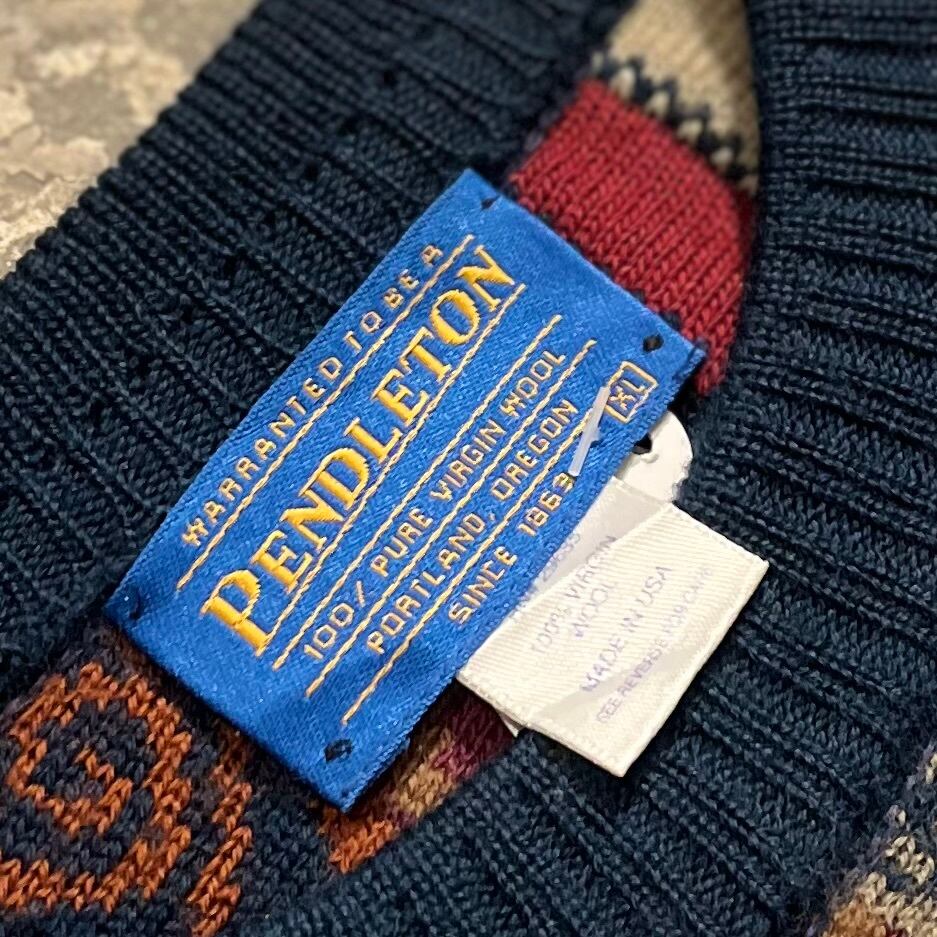 WARRANTED TO BE A
PENDLETON
100% PURE VIRGIN WOOL
PORTLAND, OREGON
SINCE 1863
XL
100% VIRGIN
WOOL
MADE IN USA
SEE REVERSE FOR CARE